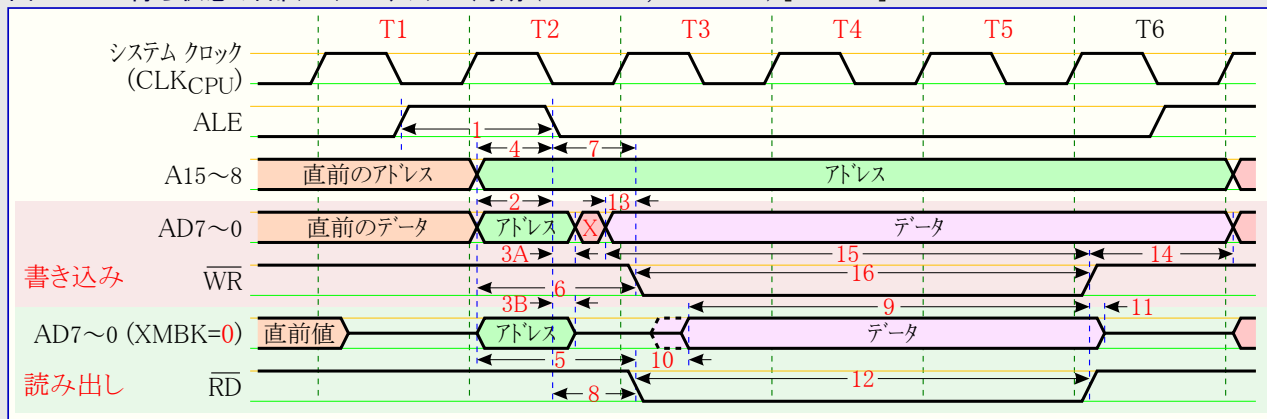 T1 T2 T3 T4 T5 T6
システム クロック
(CLKCPU)
ALE
1
4 7
A15～8 直前のアドレス アドレス
2 13
AD7～0 直前のデータ アドレス X データ
3A 15 14
書き込み WR 16
6
3B 9 11
AD7～0 (XMBK=0) 直前値 アドレス データ
5 10
読み出し RD 12
8